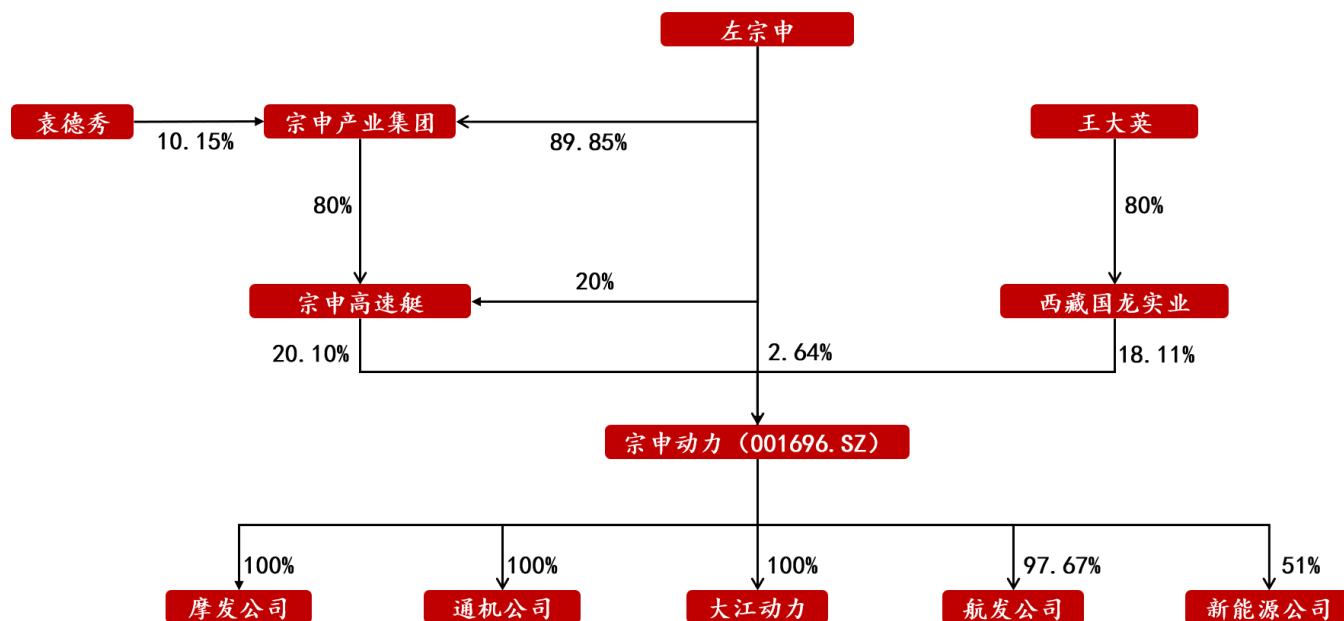 左宗申
袁德秀
宗申产业集团
王大英
10.15%
89.85%
80%
80%
20%
宗申高速艇
西藏国龙实业
20.10%
2.64%
18.11%
宗申动力（001696.SZ）
100%
100%
100%
97.67%
51%
摩发公司
通机公司
大江动力
航发公司
新能源公司